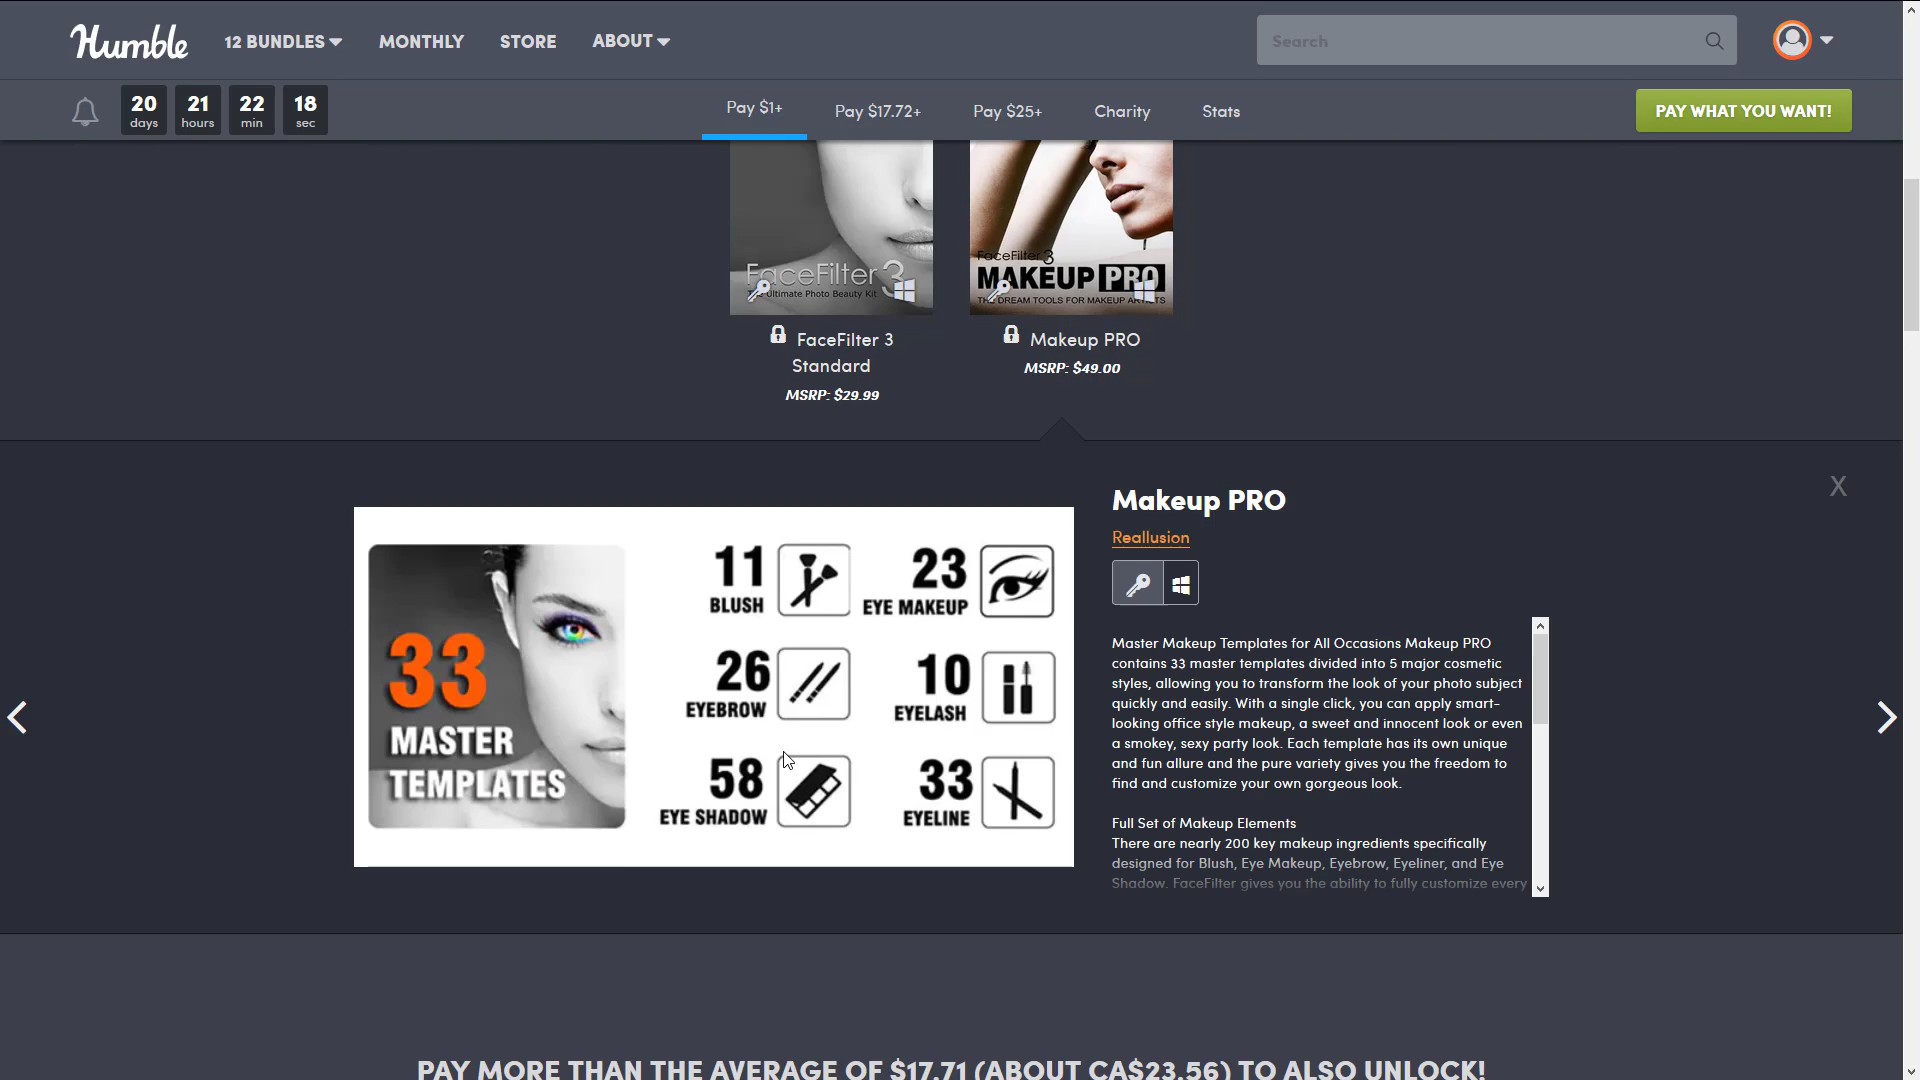 Humble
12 BUNDLES
MONTHLY
STORE
ABOUT
Search
20
days
21
hours
22
min
18
sec
Pay $1+
Pay $17.72+
Pay $25+
Charity
Stats
PAY WHAT YOU WANT!
FaceFilter 3
The Ultimate Photo Beauty Kit
FaceFilter 3
MAKEUP PRO
THE DREAM TOOLS FOR MAKEUP ARTISTS
FaceFilter 3
Standard
MSRP: $29.99
Makeup PRO
MSRP: $49.00
33
MASTER
TEMPLATES
11
BLUSH
23
EYE MAKEUP
26
EYEBROW
10
EYELASH
58
EYE SHADOW
33
EYELINE
X
Makeup PRO
Reallusion
Master Makeup Templates for All Occasions Makeup PRO
contains 33 master templates divided into 5 major cosmetic
styles, allowing you to transform the look of your photo subject
quickly and easily. With a single click, you can apply smart-
looking office style makeup, a sweet and innocent look or even
a smokey, sexy party look. Each template has its own unique
and fun allure and the pure variety gives you the freedom to
find and customize your own gorgeous look.
Full Set of Makeup Elements
There are nearly 200 key makeup ingredients specifically
designed for Blush, Eye Makeup, Eyebrow, Eyeliner, and Eye
Shadow. FaceFilter gives you the ability to fully customize every
PAY MORE THAN THE AVERAGE OF $17.71 (ABOUT CA$23.56) TO ALSO UNLOCK!